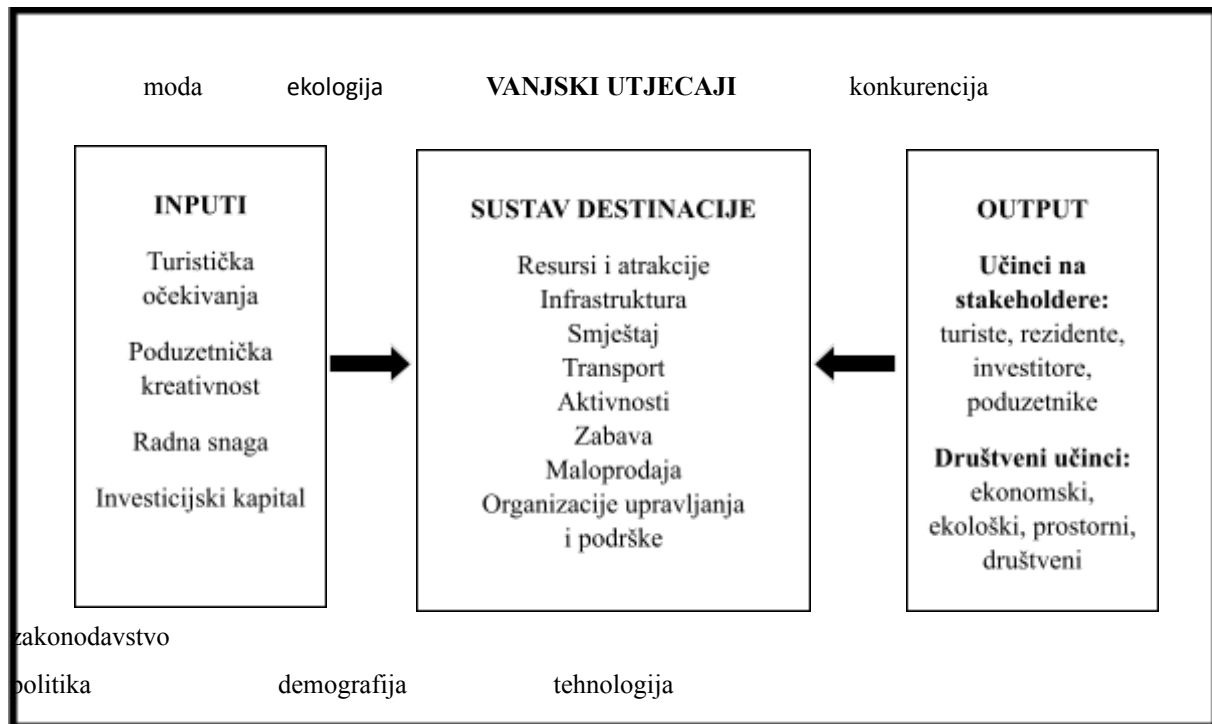 moda ekologija VANJSKI UTJECAJI konkurencija
INPUTI
Turistička
očekivanja
Poduzetnička
kreativnost
Radna snaga
Investicijski kapital
SUSTAV DESTINACIJE
Resursi i atrakcije
Infrastruktura
Smještaj
Transport
Aktivnosti
Zabava
Maloprodaja
Organizacije upravljanja
i podrške
OUTPUT
Učinci na
stakeholdere:
turiste, rezidente,
investitore,
poduzetnike
Društveni učinci:
ekonomski,
ekološki, prostorni,
društveni
zakonodavstvo
politika demografija tehnologija